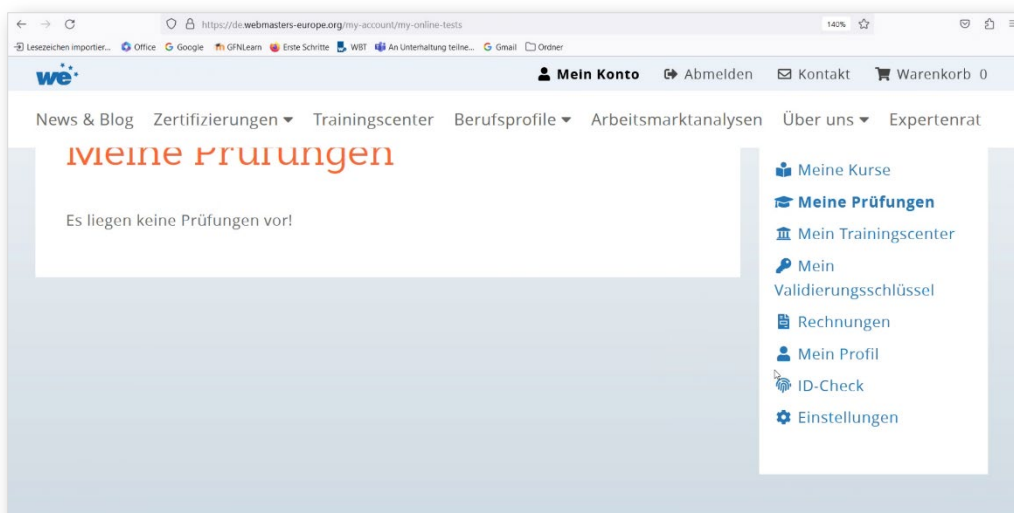 https://de.webmasters-europe.org/my-account/my-online-tests
140%
Lesezeichen importier... Office Google GFNLearn Erste Schritte WBT An Unterhaltung teilne... Gmail Ordner
we
Mein Konto Abmelden Kontakt Warenkorb 0
News & Blog Zertifizierungen Trainingscenter Berufsprofile Arbeitsmarktanalysen Über uns Expertenrat
Meine Prüfungen
Es liegen keine Prüfungen vor!
Meine Kurse
Meine Prüfungen
Mein Trainingscenter
Mein
Validierungsschlüssel
Rechnungen
Mein Profil
ID-Check
Einstellungen